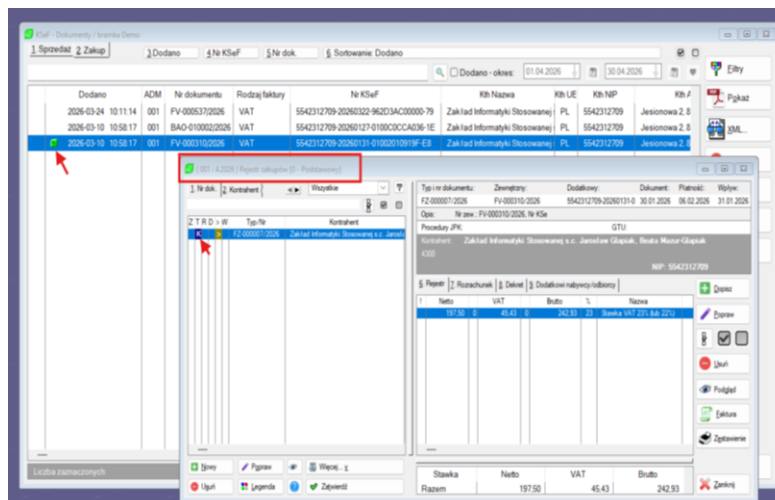 KSeF - Dokumenty / bramka Demo
1. Sprzedaż 2. Zakup 3.Dodano 4.Nr KSeF 5.Nr dok. 6. Sortowanie: Dodano
Dodano - okres: 01.04.2026 30.04.2026 Filtry
Dodano ADM Nr dokumentu Rodzaj faktury Nr KSeF Kth Nazwa Kth UE Kth NIP Kth A Pokaż
2026-03-24 10:11:14 001 FV-000537/2026 VAT 5542312709-20260322-962D3AC00000-79 Zakład Informatyki Stosowanej PL 5542312709 Jesionowa 2, 8
2026-03-10 10:58:17 001 BAO-010002/2026 VAT 5542312709-20260127-0100C0CCA036-1E Zakład Informatyki Stosowanej PL 5542312709 Jesionowa 2, 8 XML...
2026-03-10 10:58:17 001 FV-000310/2026 VAT 5542312709-20260131-01002010919F-E8 Zakład Informatyki Stosowanej PL 5542312709 Jesionowa 2, 8
( 001 / A.2026 ) Rejestr zakupów (0 - Podstawowy)
1. Nr dok. 2. Kontrahent Wszystkie
Typ i nr dokumentu: Zewnętrzny: Dodatkowy: Dokument: Płatność: Wpływ:
FZ-000007/2026 FV-000310/2026 5542312709-20260131-0 30.01.2026 06.02.2026 31.01.2026
Opis: Nr zew.: FV-000310/2026, Nr KSe
Z T R D > W Typ/Nr Kontrahent
Procedury JPK: GTU:
K > FZ-000007/2026 Zakład Informatyki Stosowanej s.c. Jarosła
Kontrahent: Zakład Informatyki Stosowanej s.c. Jarosław Glapiak, Beata Mazur-Glapiak
4300
NIP: 5542312709
6. Rejestr 7. Rozrachunek 8. Dekret 9. Dodatkowi nabywcy/odbiorcy
! Netto VAT Brutto % Nazwa
197,50 0 45,43 0 242,93 23 Stawka VAT 23% (lub 22%)
Dopisz
Popraw
Usuń
Podgląd
Faktura
Zestawienie
Liczba zaznaczonych
Nowy Popraw Więcej..
Usuń Legenda Zatwierdź
Stawka Netto VAT Brutto
Razem 197,50 45,43 242,93
Zamknij